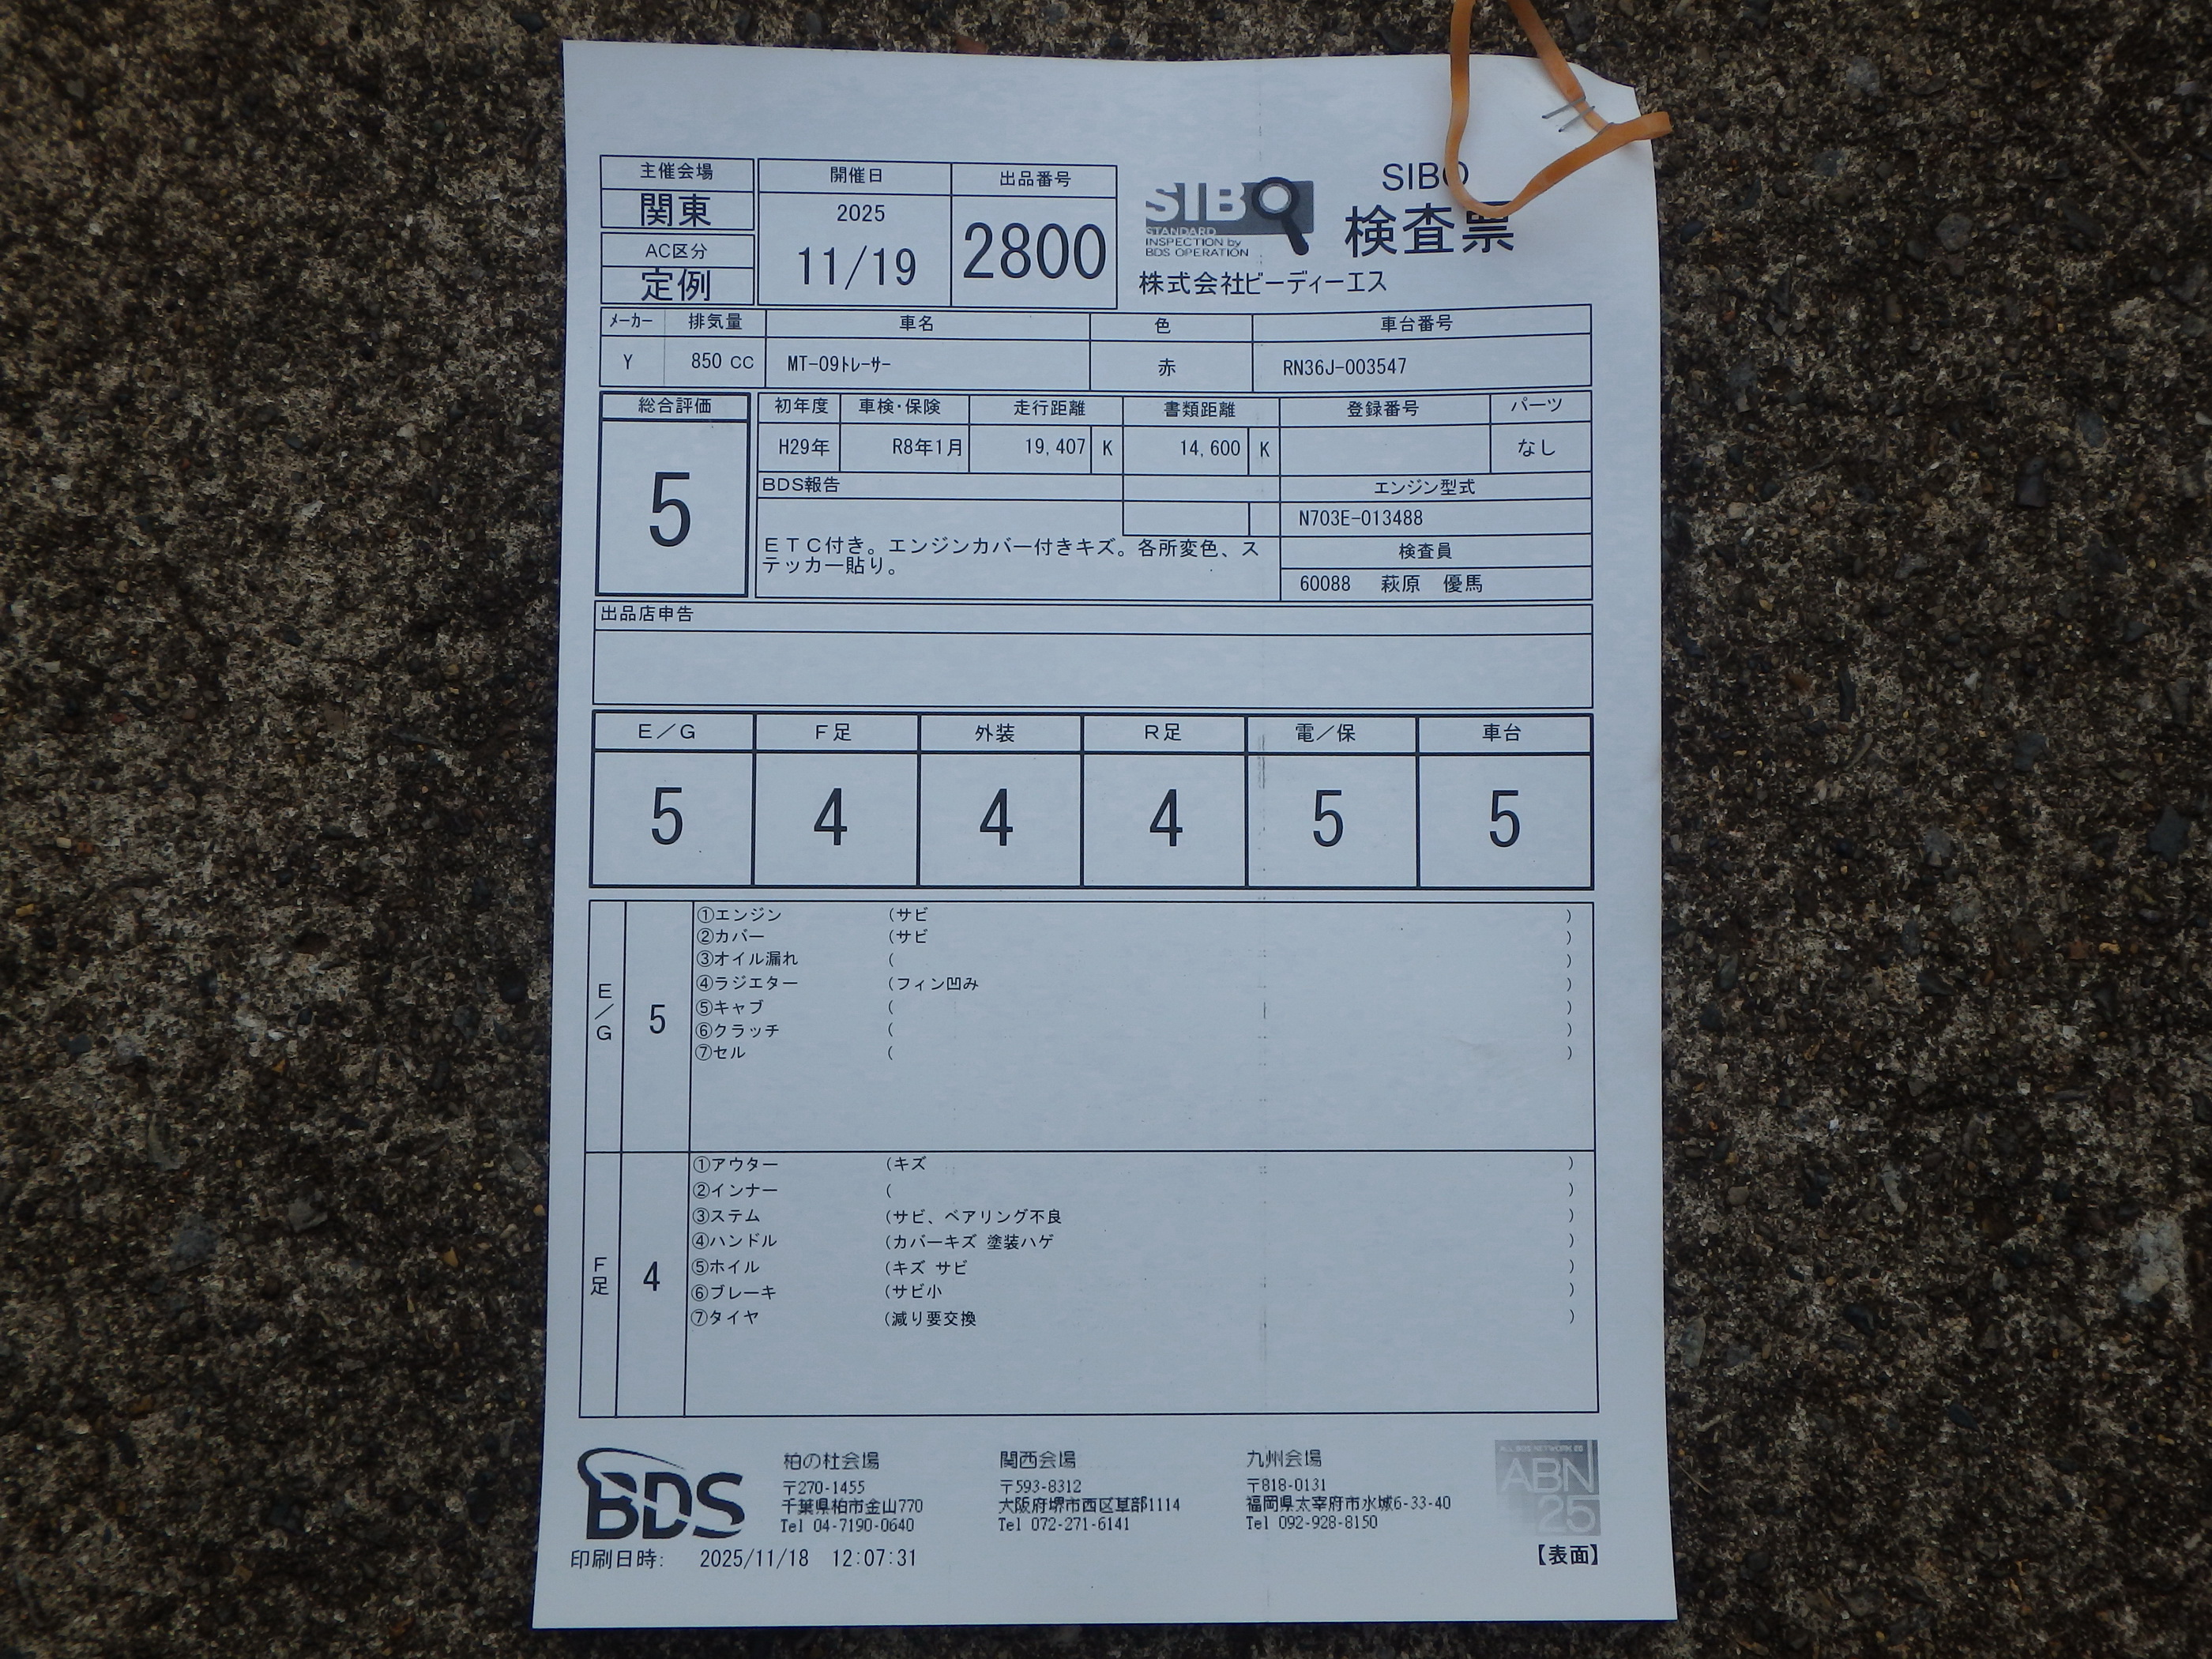 主催会場 開催日 出品番号
関東 2025 11/19 2800
AC区分
定例
SIBO
STANDARD
INSPECTION by
BDS OPERATION
SIBO
検査票
株式会社ビーディーエス
メーカー 排気量 車名 色 車台番号
Y 850 CC MT-09トレーサー 赤 RN36J-003547
総合評価 初年度 車検・保険 走行距離 書類距離 登録番号 パーツ
5 H29年 R8年1月 19,407 K 14,600 K なし
BDS報告 エンジン型式
N703E-013488
ETC付き。エンジンカバー付きキズ。各所変色、ス
テッカー貼り。
検査員
60088 萩原 優馬
出品店申告
E/G F足 外装 R足 電/保 車台
5 4 4 4 5 5
E/G 5
①エンジン (サビ )
②カバー (サビ )
③オイル漏れ ( )
④ラジエター (フィン凹み )
⑤キャブ ( )
⑥クラッチ ( )
⑦セル ( )
F足 4
①アウター (キズ )
②インナー ( )
③ステム (サビ、ベアリング不良 )
④ハンドル (カバーキズ 塗装ハゲ )
⑤ホイル (キズ サビ )
⑥ブレーキ (サビ小 )
⑦タイヤ (減り要交換 )
BDS
柏の杜会場
〒270-1455
千葉県柏市金山770
Tel 04-7190-0640
関西会場
〒593-8312
大阪府堺市西区草部1114
Tel 072-271-6141
九州会場
〒818-0131
福岡県太宰府市水城6-33-40
Tel 092-928-8150
ALL BDS NETWORK 25
ABN
25
印刷日時: 2025/11/18 12:07:31
【表面】